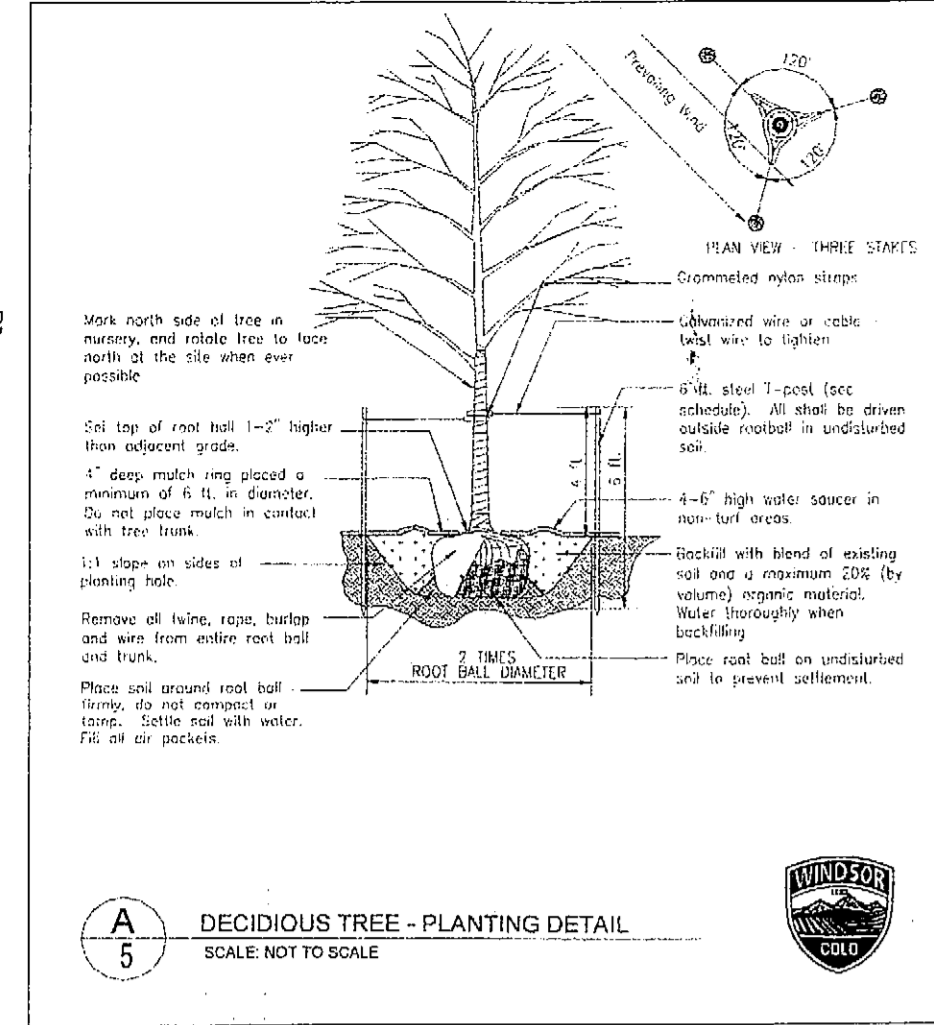 120°
120°
120°
Prevailing Wind
PLAN VIEW - THREE STAKES
Grommeted nylon straps
Galvanized wire or cable -
twist wire to tighten
6 ft. steel T-post (see
schedule). All shall be driven
outside rootball in undisturbed
soil.
4-6" high water saucer in
non-turf areas.
Backfill with blend of existing
soil and a maximum 20% (by
volume) organic material.
Water thoroughly when
backfilling
Place root ball on undisturbed
soil to prevent settlement.
Mark north side of tree in
nursery, and rotate tree to face
north at the site when ever
possible
Set top of root ball 1-2" higher
than adjacent grade.
4" deep mulch ring placed a
minimum of 6 ft. in diameter.
Do not place mulch in contact
with tree trunk.
1:1 slope on sides of
planting hole.
Remove all twine, rope, burlap
and wire from entire root ball
and trunk.
Place soil around root ball
firmly, do not compact or
tamp. Settle soil with water.
Fill all air pockets.
4 ft.
ft.
2 TIMES
ROOT BALL DIAMETER
A
5
DECIDIOUS TREE - PLANTING DETAIL
SCALE: NOT TO SCALE
WINDSOR
COLO